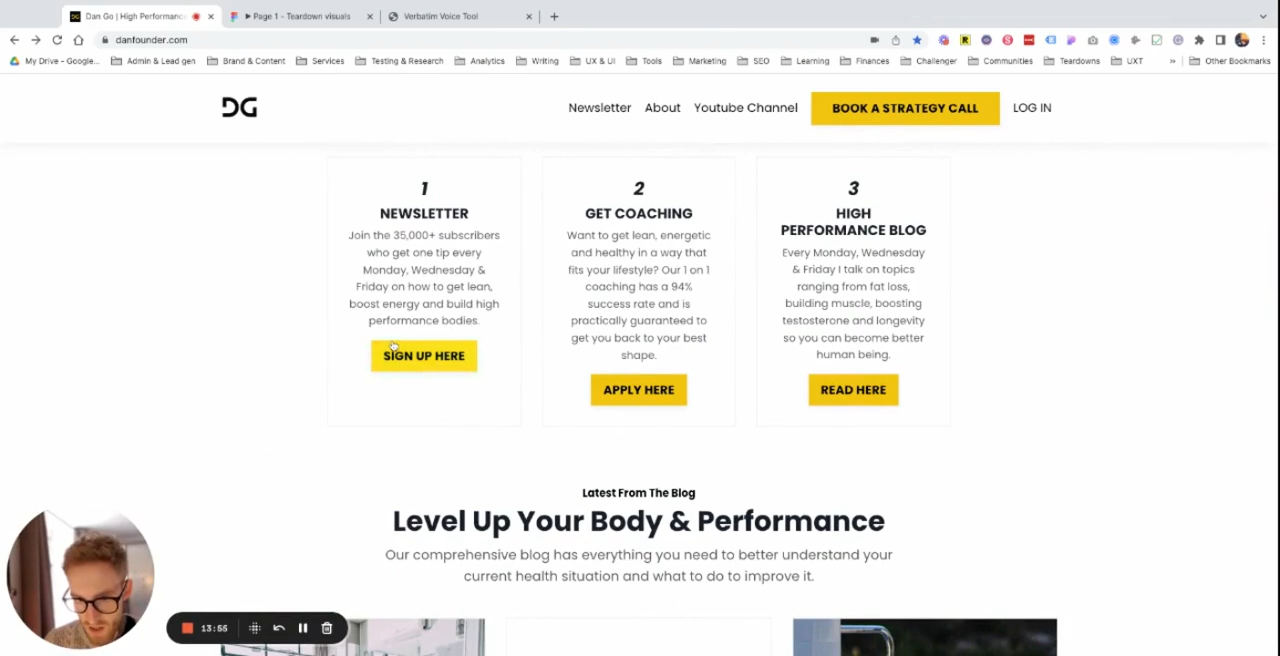 Dan Go | High Performance
Page 1 - Teardown visuals
Verbatim Voice Tool
danfounder.com
My Drive - Google...
Admin & Lead gen
Brand & Content
Services
Testing & Research
Analytics
Writing
UX & UI
Tools
Marketing
SEO
Learning
Finances
Challenger
Communities
Teardowns
UXT
»
Other Bookmarks
DG
Newsletter
About
Youtube Channel
BOOK A STRATEGY CALL
LOG IN
1
NEWSLETTER
Join the 35,000+ subscribers
who get one tip every
Monday, Wednesday &
Friday on how to get lean,
boost energy and build high
performance bodies.
SIGN UP HERE
2
GET COACHING
Want to get lean, energetic
and healthy in a way that
fits your lifestyle? Our 1 on 1
coaching has a 94%
success rate and is
practically guaranteed to
get you back to your best
shape.
APPLY HERE
3
HIGH
PERFORMANCE BLOG
Every Monday, Wednesday
& Friday I talk on topics
ranging from fat loss,
building muscle, boosting
testosterone and longevity
so you can become better
human being.
READ HERE
Latest From The Blog
Level Up Your Body & Performance
Our comprehensive blog has everything you need to better understand your
current health situation and what to do to improve it.
13:55